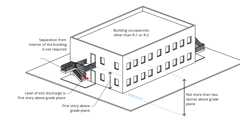 Building occupancies
other than R-1 or R-2
Separation from
interior of the building
is not required
Level of exit discharge is
first story above grade plane
First story above
grade plane
Not more than two
stories above grade
plane